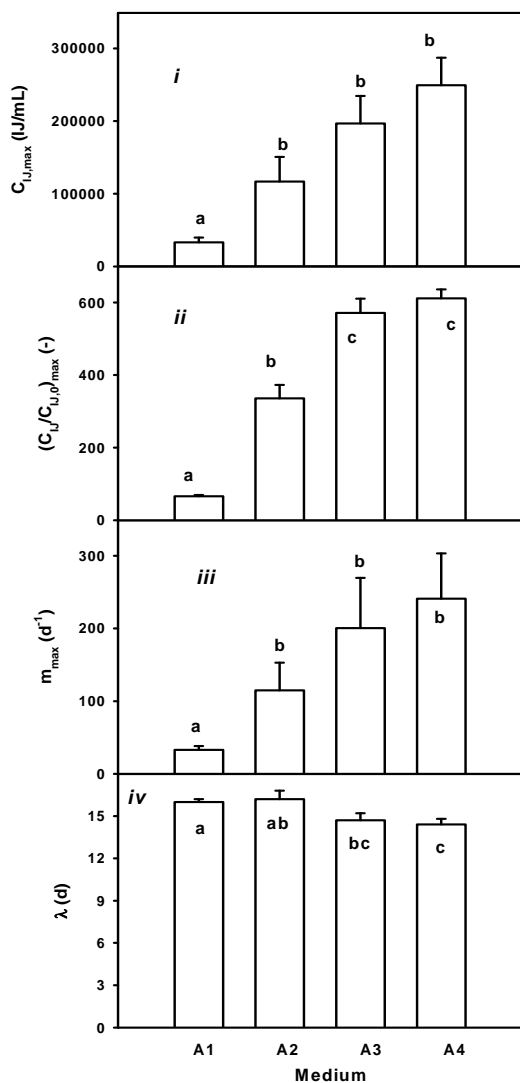 C_IJ,max (IJ/mL)
300000
200000
100000
0
i
a
b
b
b
(C_IJ/C_IJ,0)_max (-)
600
400
200
0
ii
a
b
c
c
m_max (d^-1)
300
200
100
0
iii
a
b
b
b
λ (d)
15
12
9
6
3
0
iv
a
ab
bc
c
A1 A2 A3 A4
Medium